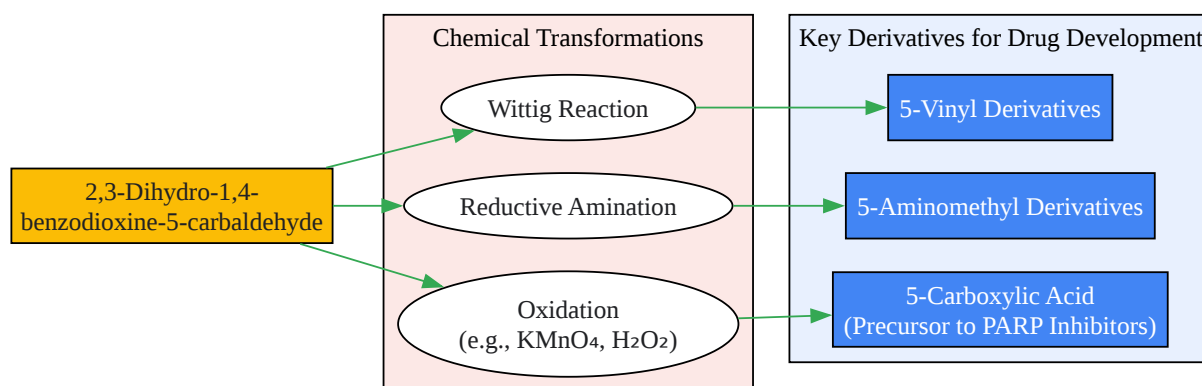 Chemical Transformations
Key Derivatives for Drug Development
2,3-Dihydro-1,4-
benzodioxine-5-carbaldehyde
Wittig Reaction
5-Vinyl Derivatives
Reductive Amination
5-Aminomethyl Derivatives
Oxidation
(e.g., KMnO₄, H₂O₂)
5-Carboxylic Acid
(Precursor to PARP Inhibitors)